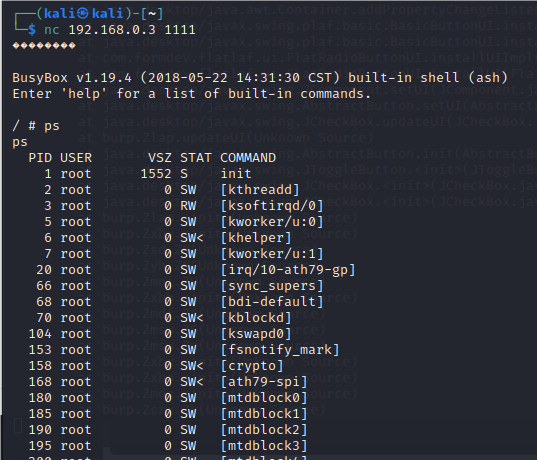 ┌──(kali㉿kali)-[~]
└─$ nc 192.168.0.3 1111
���������
BusyBox v1.19.4 (2018-05-22 14:31:30 CST) built-in shell (ash)
Enter 'help' for a list of built-in commands.
/ # ps
ps
PID USER VSZ STAT COMMAND
1 root 1552 S init
2 root 0 SW [kthreadd]
3 root 0 RW [ksoftirqd/0]
5 root 0 SW [kworker/u:0]
6 root 0 SW< [khelper]
7 root 0 SW [kworker/u:1]
20 root 0 SW [irq/10-ath79-gp]
66 root 0 SW [sync_supers]
68 root 0 SW [bdi-default]
70 root 0 SW< [kblockd]
104 root 0 SW [kswapd0]
153 root 0 SW [fsnotify_mark]
158 root 0 SW< [crypto]
168 root 0 SW< [ath79-spi]
180 root 0 SW [mtdblock0]
185 root 0 SW [mtdblock1]
190 root 0 SW [mtdblock2]
195 root 0 SW [mtdblock3]